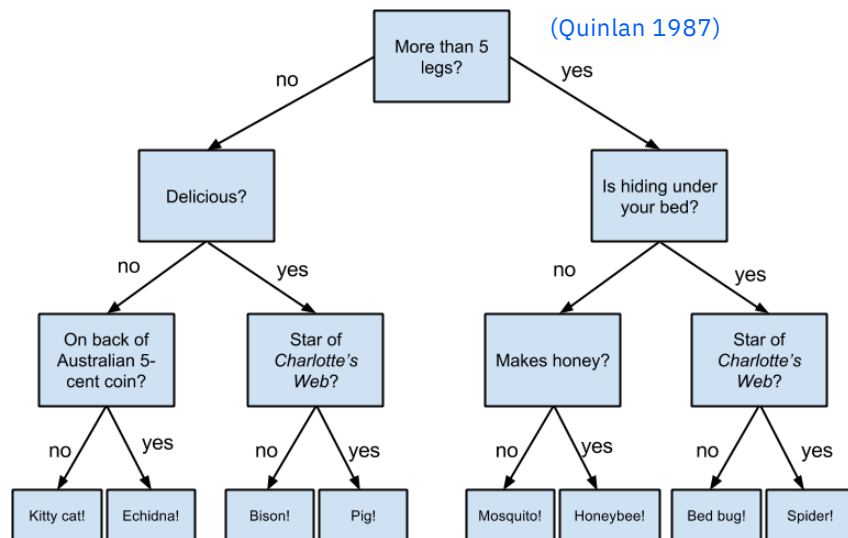 (Quinlan 1987)
More than 5
legs?
no
yes
Delicious?
Is hiding under
your bed?
no
yes
no
yes
On back of
Australian 5-
cent coin?
Star of
Charlotte's
Web?
Makes honey?
Star of
Charlotte's
Web?
no
yes
no
yes
no
yes
no
yes
Kitty cat!
Echidna!
Bison!
Pig!
Mosquito!
Honeybee!
Bed bug!
Spider!